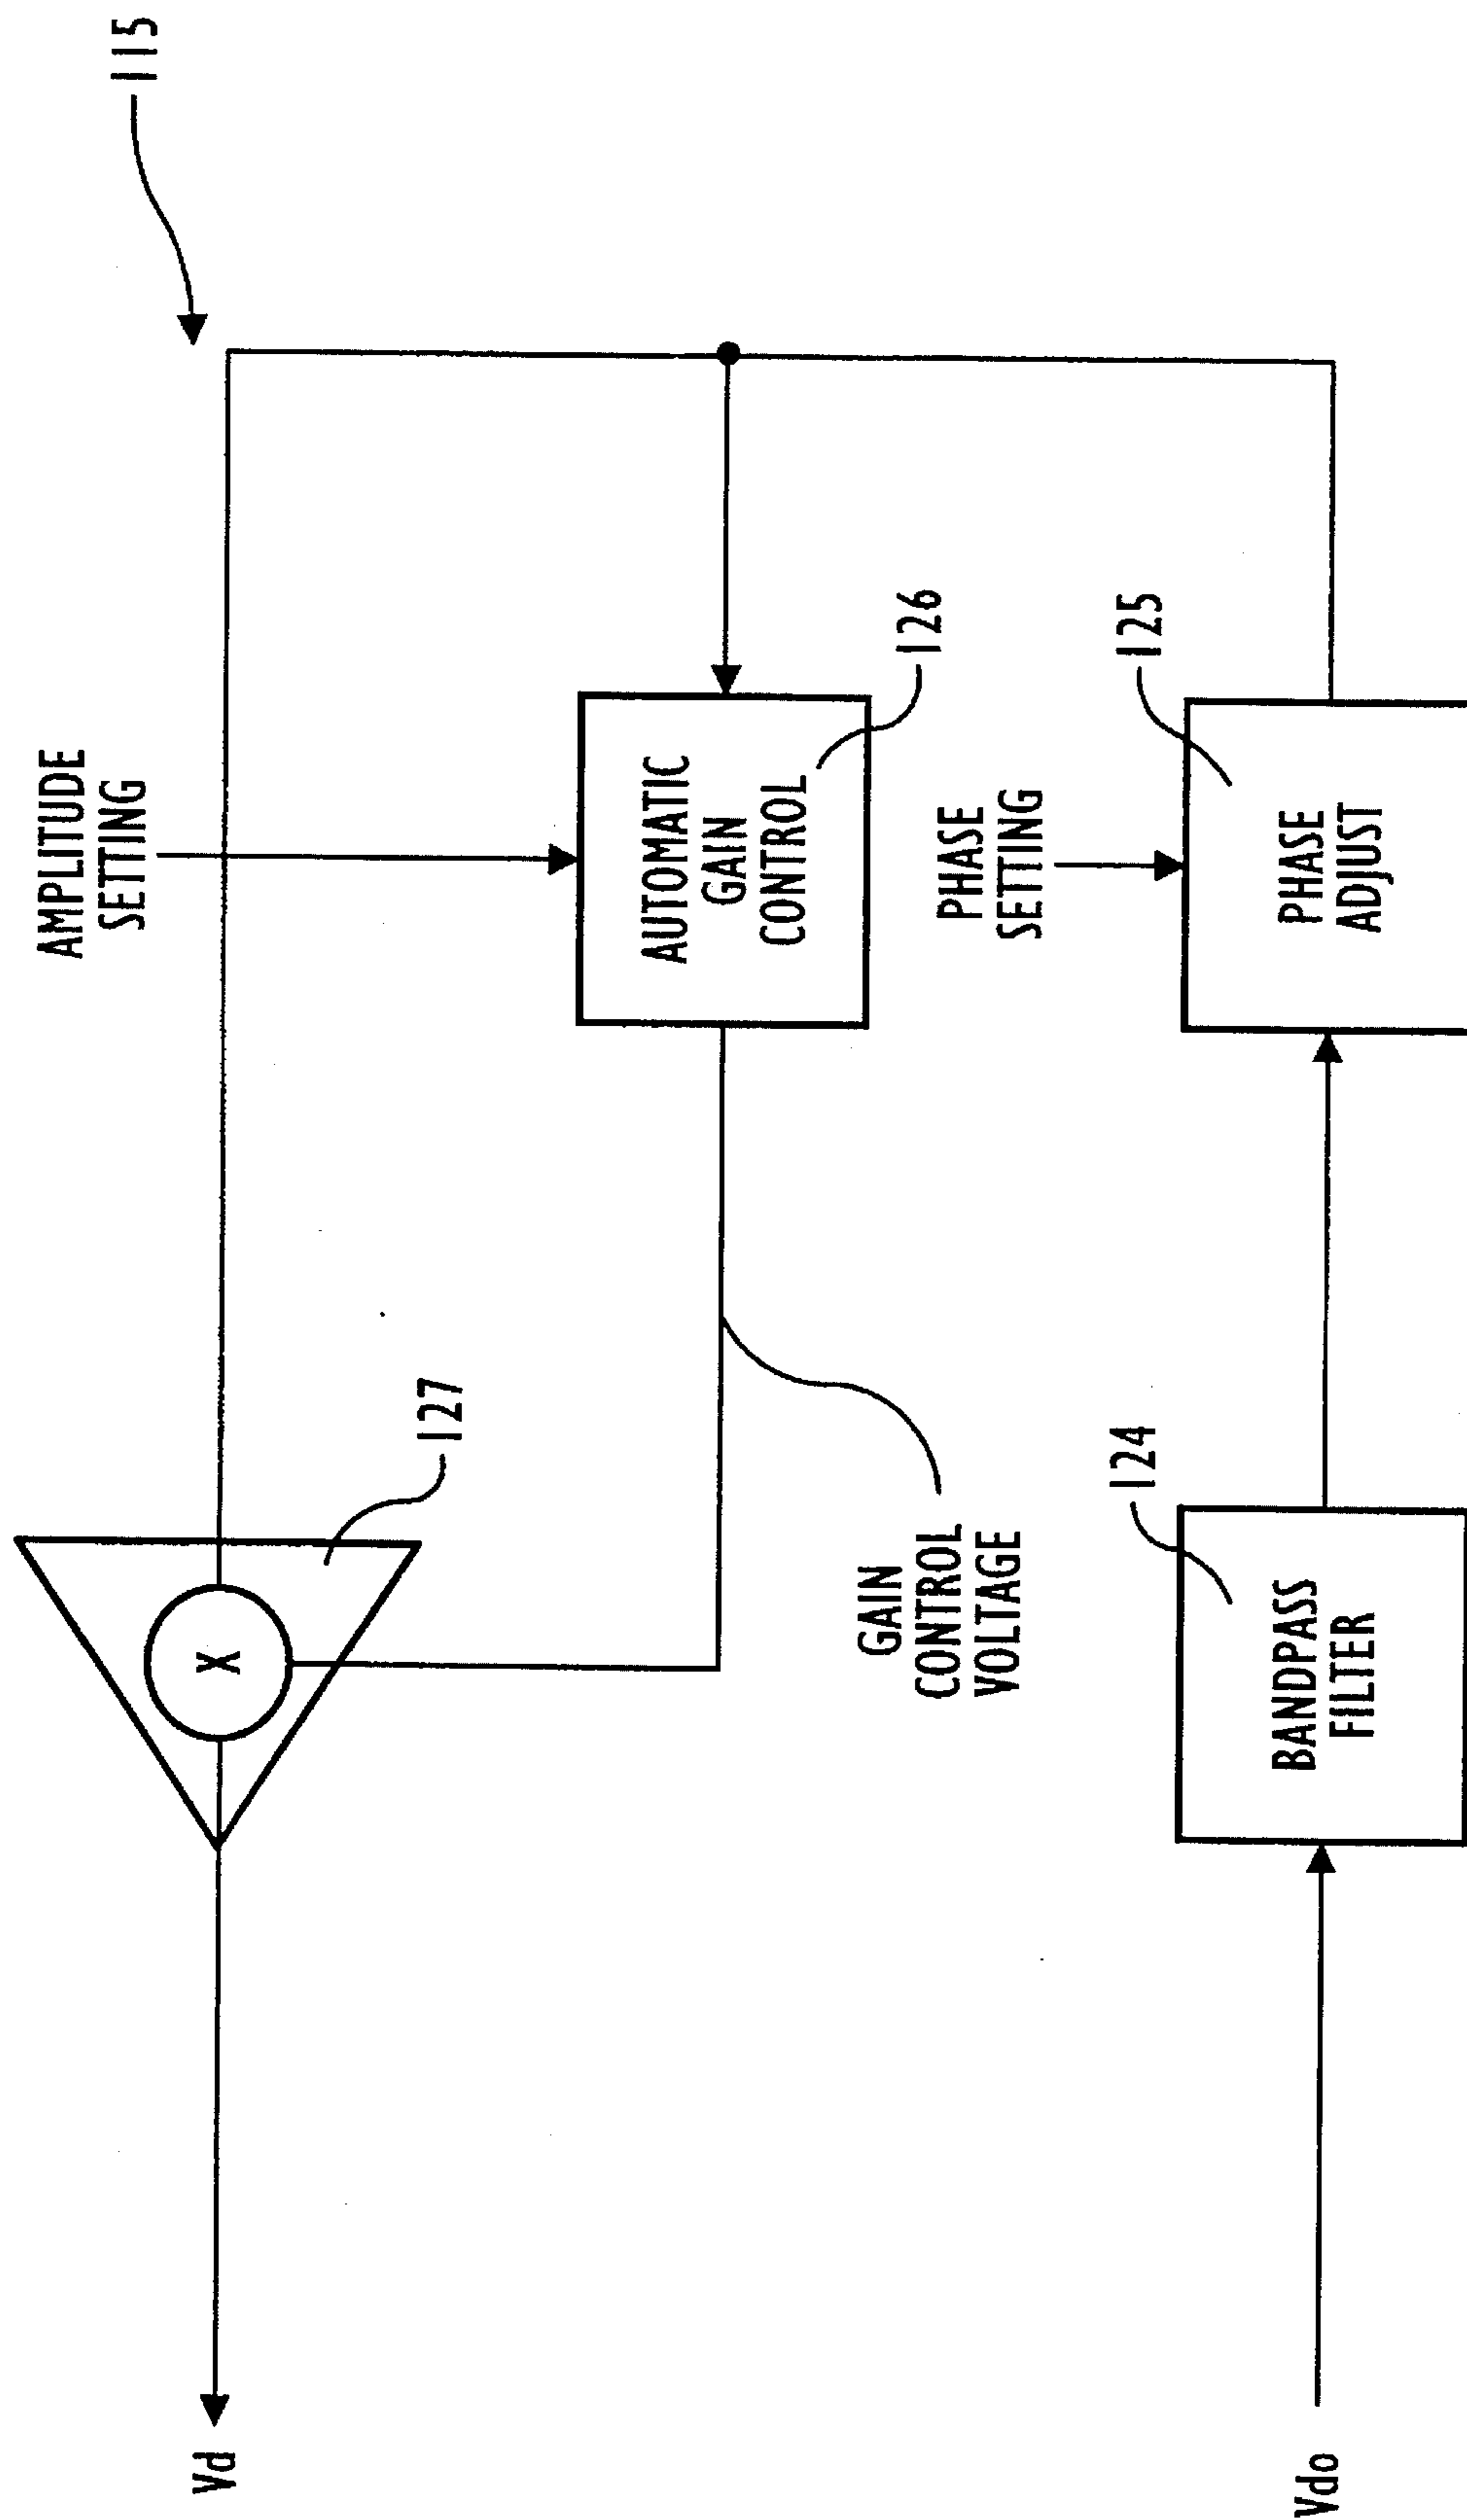 115
AMPLITUDE
SETTING
AUTOMATIC
GAIN
CONTROL
126
PHASE
SETTING
125
PHASE
ADJUST
127
X
GAIN
CONTROL
VOLTAGE
124
BANDPASS
FILTER
Vd
Vdo